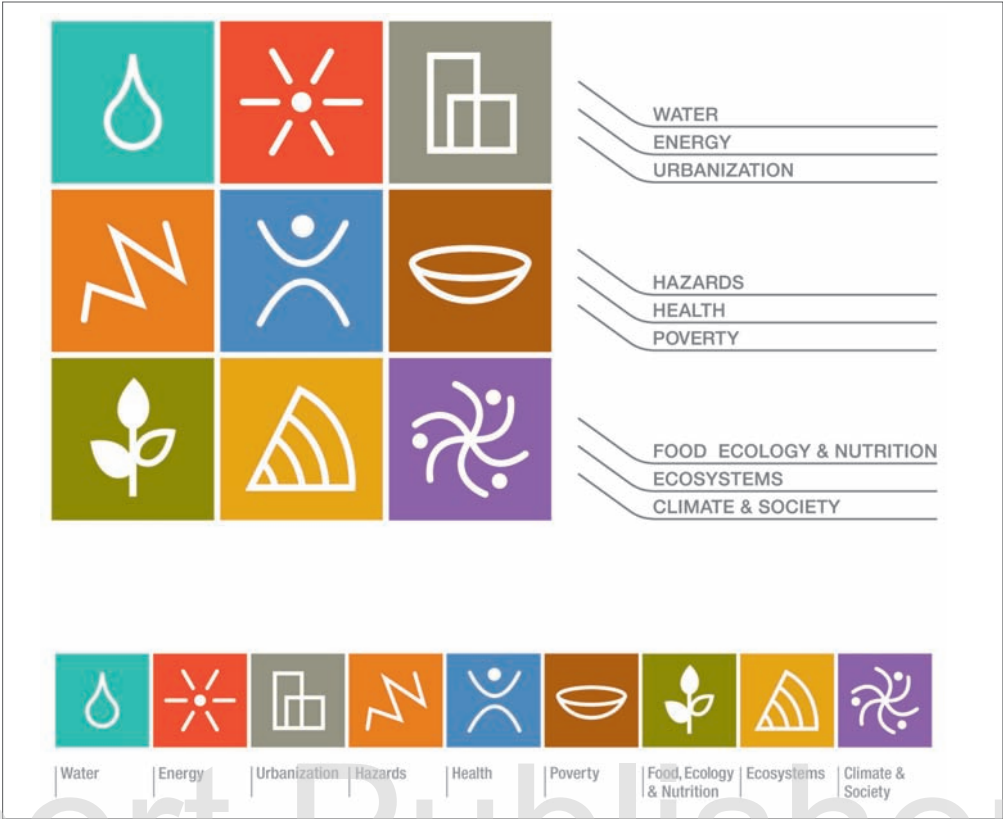 WATER
ENERGY
URBANIZATION
HAZARDS
HEALTH
POVERTY
FOOD ECOLOGY & NUTRITION
ECOSYSTEMS
CLIMATE & SOCIETY
Water
Energy
Urbanization
Hazards
Health
Poverty
Food, Ecology
& Nutrition
Ecosystems
Climate &
Society